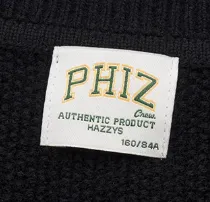 PHIZ
Crew.
AUTHENTIC PRODUCT
HAZZYS
160/84A